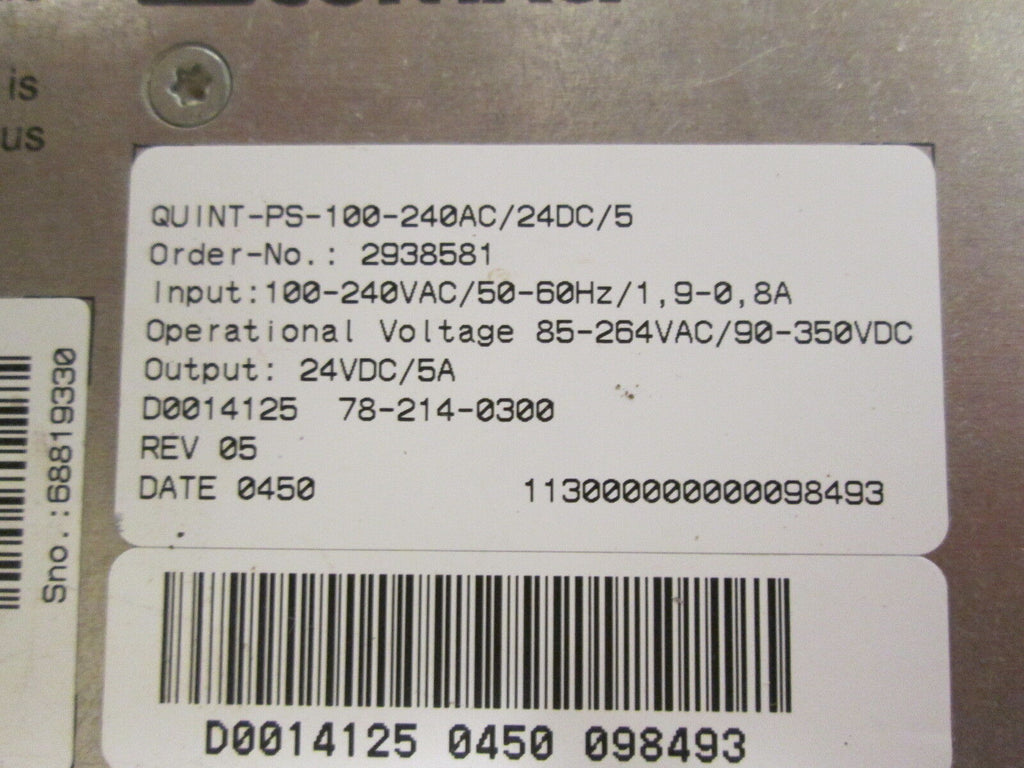 is
us
QUINT-PS-100-240AC/24DC/5
Order-No.: 2938581
Input:100-240VAC/50-60Hz/1,9-0,8A
Operational Voltage 85-264VAC/90-350VDC
Output: 24VDC/5A
D0014125 78-214-0300
REV 05
DATE 0450
113000000000098493
Sno.:68819330
D0014125 0450 098493